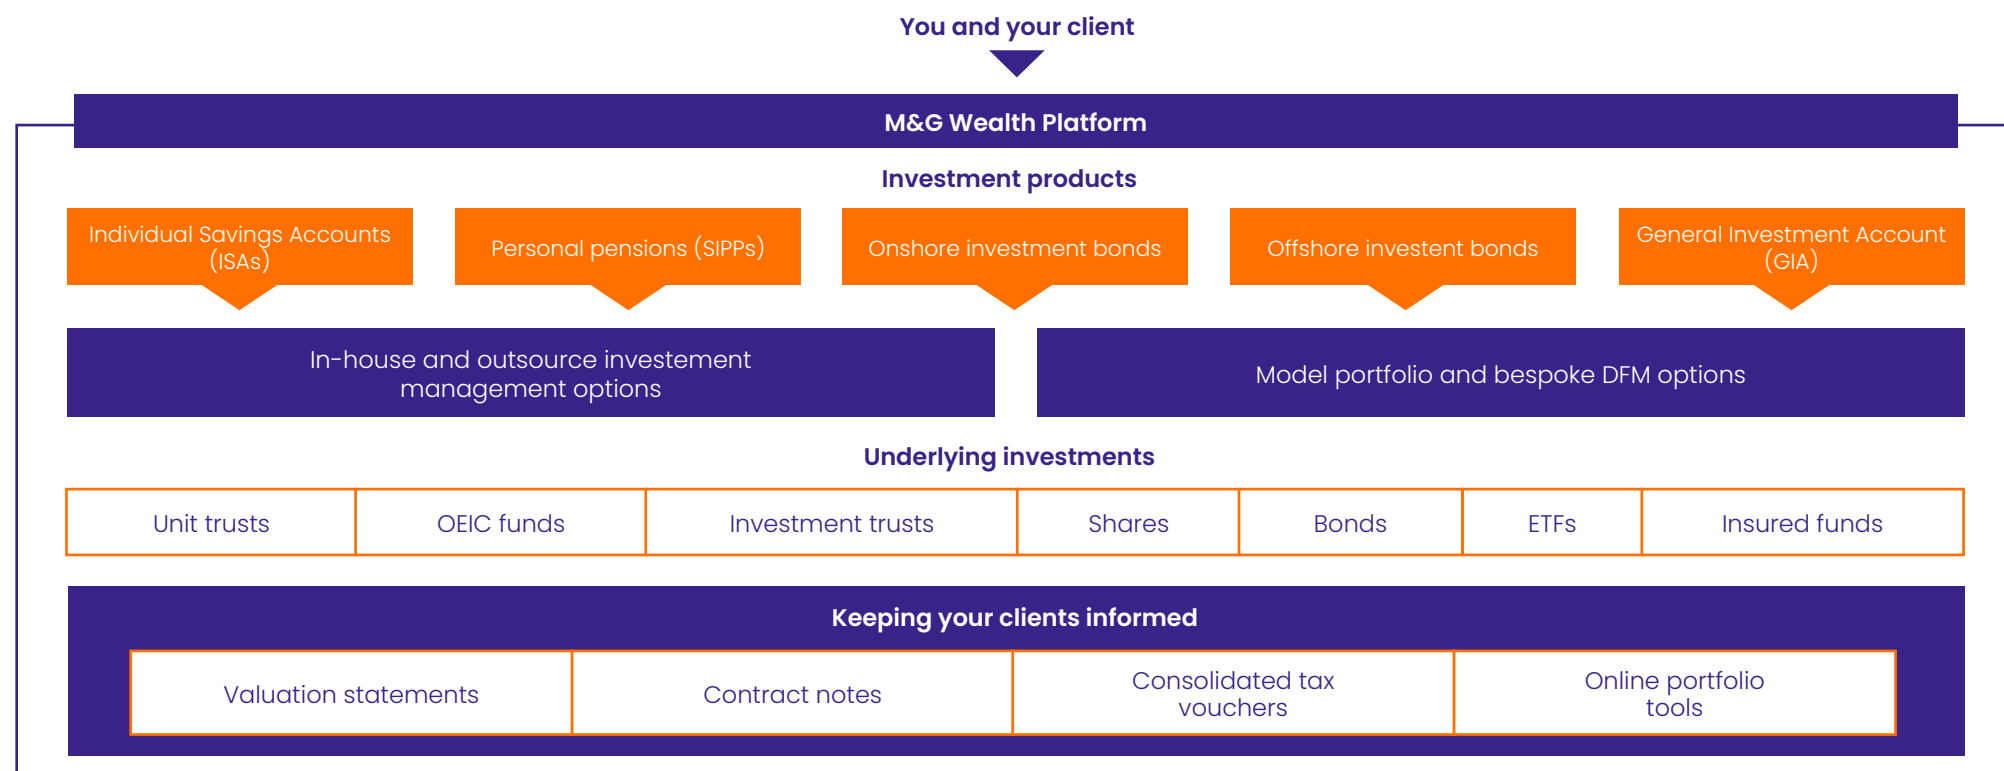 You and your client
M&G Wealth Platform
Investment products
Individual Savings Accounts
(ISAs)
Personal pensions (SIPPs)
Onshore investment bonds
Offshore investent bonds
General Investment Account
(GIA)
In-house and outsource investement
management options
Model portfolio and bespoke DFM options
Underlying investments
Unit trusts
OEIC funds
Investment trusts
Shares
Bonds
ETFs
Insured funds
Keeping your clients informed
Valuation statements
Contract notes
Consolidated tax
vouchers
Online portfolio
tools